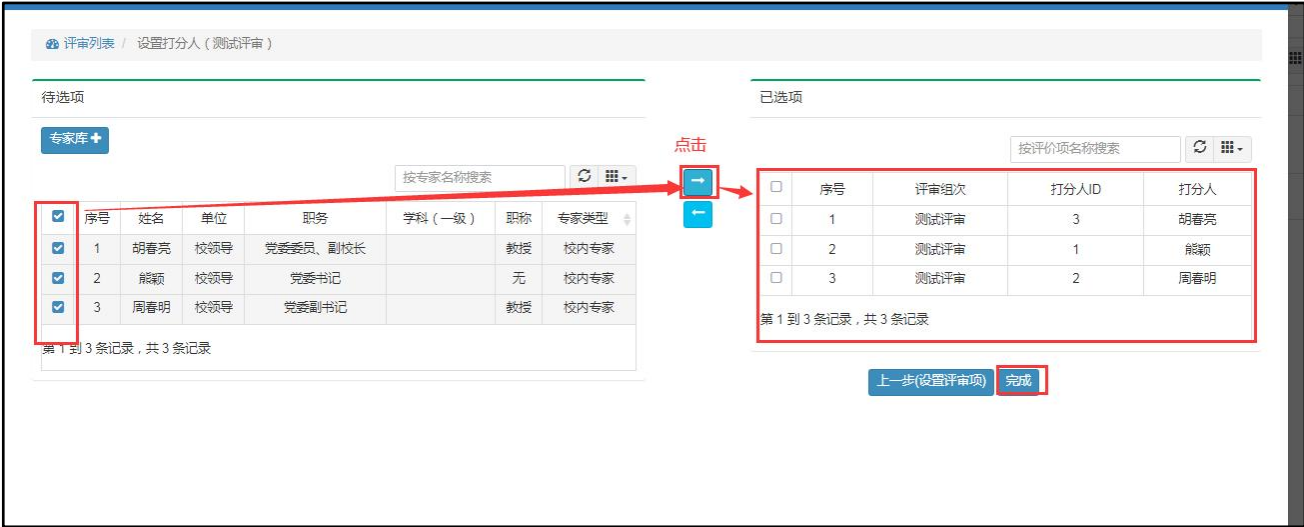 评审列表 / 设置打分人（测试评审）
待选项
专家库
按专家名称搜索
序号 姓名 单位 职务 学科（一级） 职称 专家类型
1 胡春亮 校领导 党委委员、副校长 教授 校内专家
2 熊颖 校领导 党委书记 无 校内专家
3 周春明 校领导 党委副书记 教授 校内专家
第 1 到 3 条记录，共 3 条记录
点击
已选项
按评价项名称搜索
序号 评审组次 打分人ID 打分人
1 测试评审 3 胡春亮
2 测试评审 1 熊颖
3 测试评审 2 周春明
第 1 到 3 条记录，共 3 条记录
上一步(设置评审项) 完成